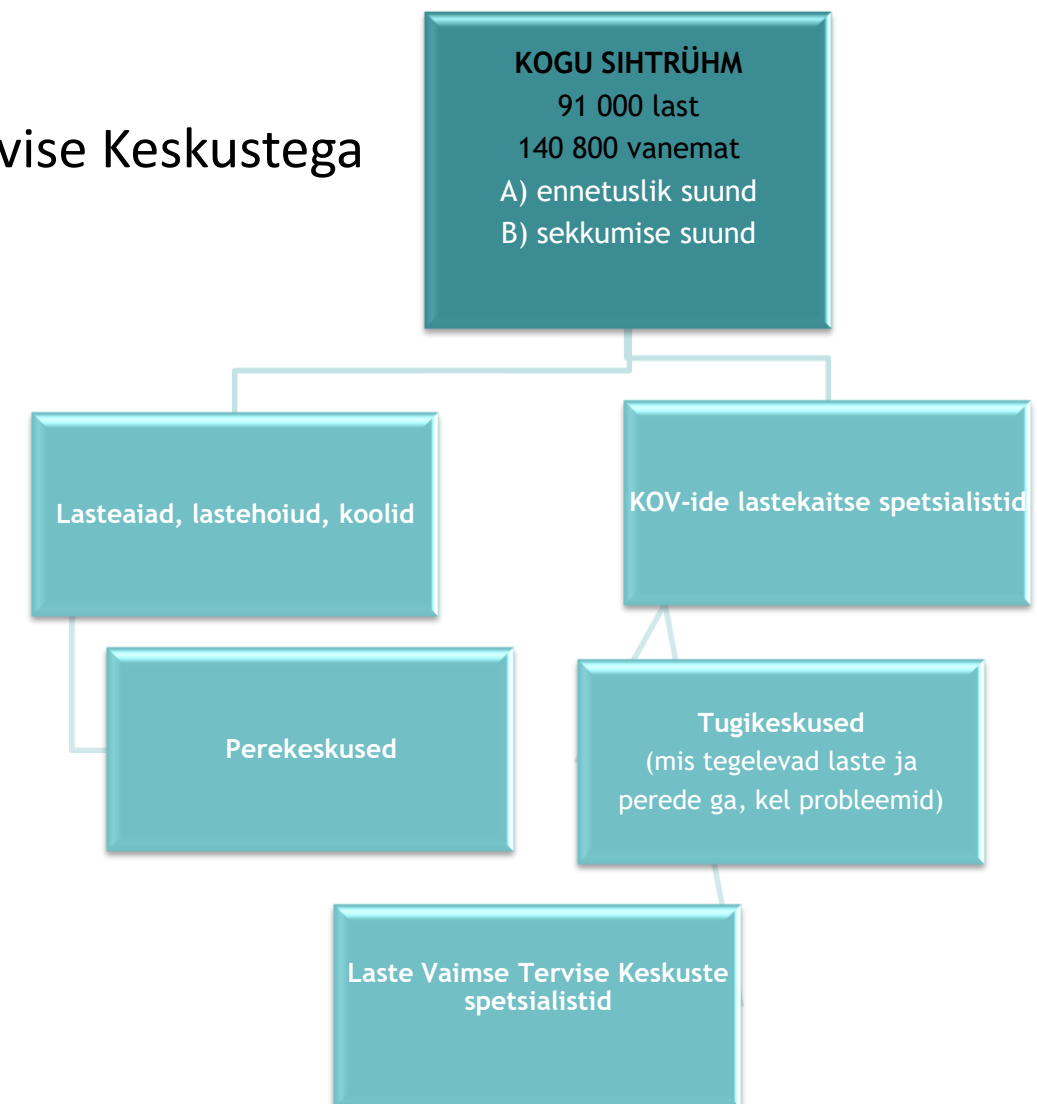 KOGU SIHTRÜHM
91 000 last
140 800 vanemat
A) ennetuslik suund
B) sekkumise suund
vise Keskustega
Lasteaiad, lastehoiud, koolid
KOV-ide lastekaitse spetsialistid
Perekeskused
Tugikeskused
(mis tegelevad laste ja
perede ga, kel probleemid)
Laste Vaimse Tervise Keskuste
spetsialistid